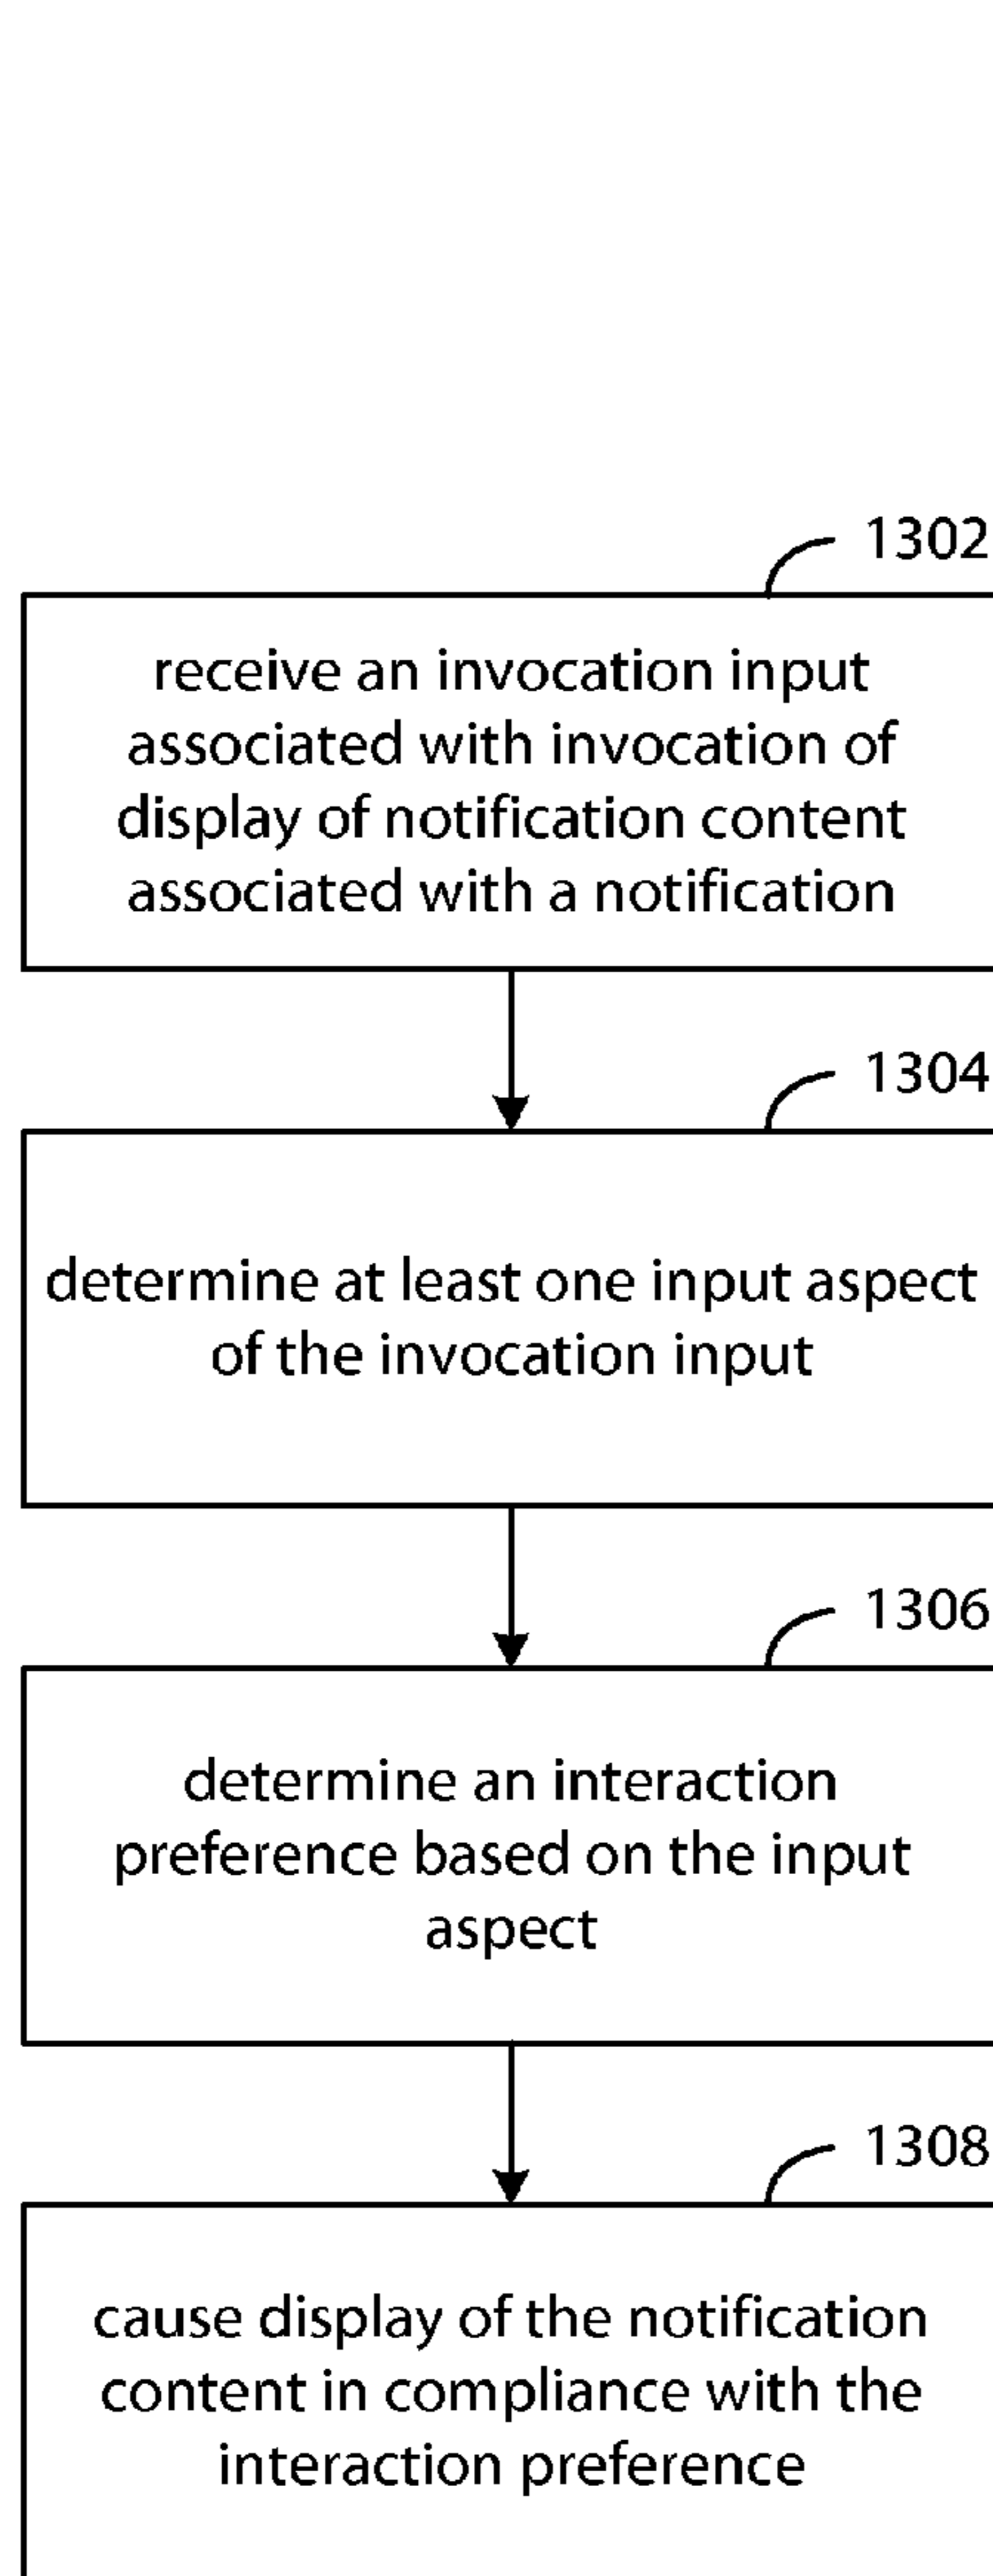 1302
receive an invocation input
associated with invocation of
display of notification content
associated with a notification
1304
determine at least one input aspect
of the invocation input
1306
determine an interaction
preference based on the input
aspect
1308
cause display of the notification
content in compliance with the
interaction preference